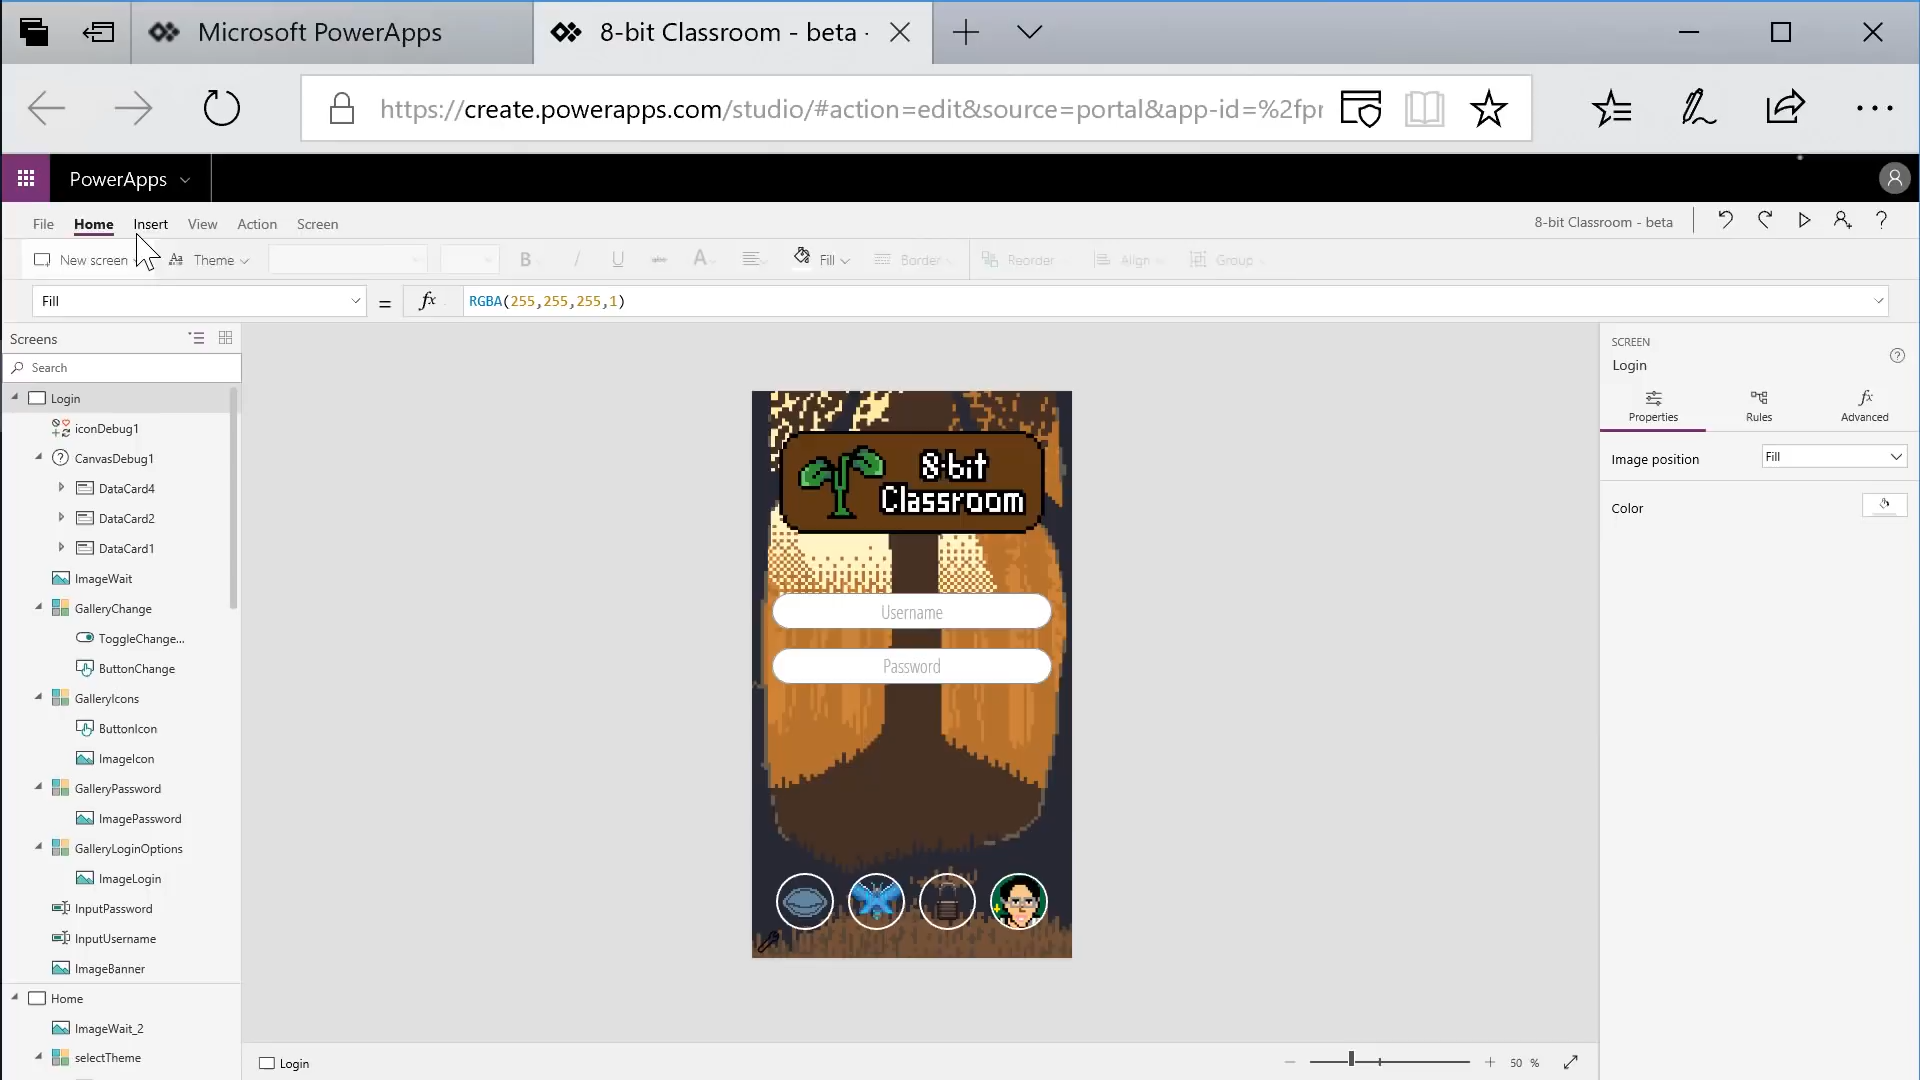 Microsoft PowerApps
8-bit Classroom - beta ·
https://create.powerapps.com/studio/#action=edit&source=portal&app-id=%2fpr
PowerApps
File Home Insert View Action Screen
8-bit Classroom - beta
New screen Theme Fill Border Reorder Align Group
Fill = fx RGBA(255,255,255,1)
Screens
Search
Login
iconDebug1
CanvasDebug1
DataCard4
DataCard2
DataCard1
ImageWait
GalleryChange
ToggleChange...
ButtonChange
GalleryIcons
ButtonIcon
ImageIcon
GalleryPassword
ImagePassword
GalleryLoginOptions
ImageLogin
InputPassword
InputUsername
ImageBanner
Home
ImageWait_2
selectTheme
8-bit
Classroom
Username
Password
Login
50 %
SCREEN
Login
Properties Rules Advanced
Image position Fill
Color